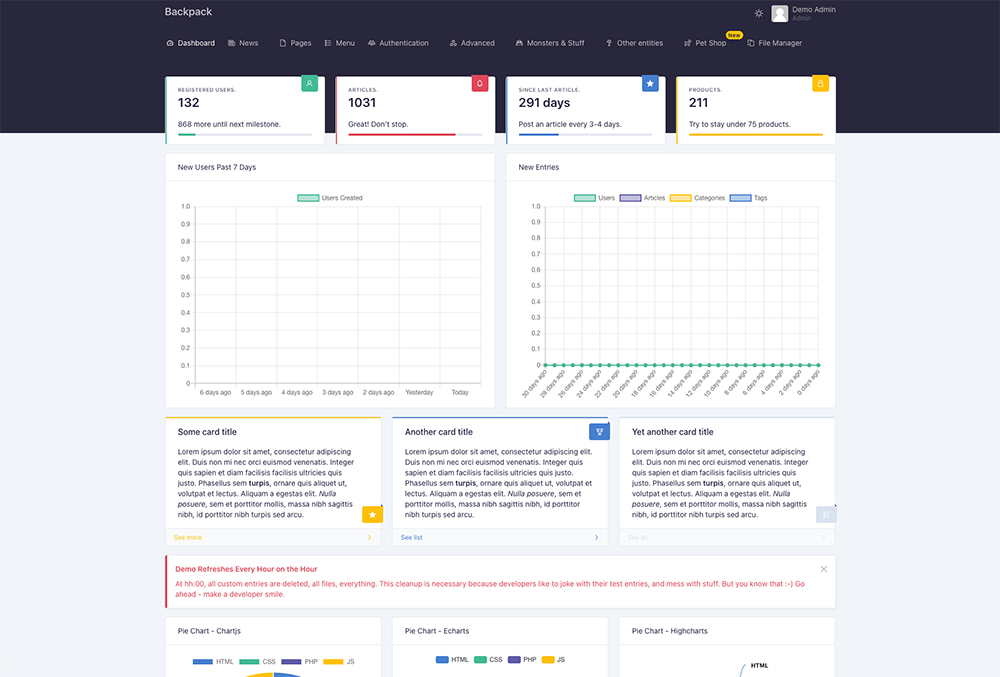 Backpack
Demo Admin
Admin
Dashboard News Pages Menu Authentication Advanced Monsters & Stuff Other entities Pet Shop New File Manager
REGISTERED USERS.
132
868 more until next milestone.
ARTICLES.
1031
Great! Don't stop.
SINCE LAST ARTICLE.
291 days
Post an article every 3-4 days.
PRODUCTS.
211
Try to stay under 75 products.
New Users Past 7 Days
Users Created
1.0
0.9
0.8
0.7
0.6
0.5
0.4
0.3
0.2
0.1
0
6 days ago 5 days ago 4 days ago 3 days ago 2 days ago Yesterday Today
New Entries
Users Articles Categories Tags
1.0
0.9
0.8
0.7
0.6
0.5
0.4
0.3
0.2
0.1
0
30 days ago 28 days ago 26 days ago 24 days ago 22 days ago 20 days ago 18 days ago 16 days ago 14 days ago 12 days ago 10 days ago 8 days ago 6 days ago 4 days ago 2 days ago 0 days ago
Some card title
Lorem ipsum dolor sit amet, consectetur adipiscing
elit. Duis non mi nec orci euismod venenatis. Integer
quis sapien et diam facilisis facilisis ultricies quis
justo. Phasellus sem turpis, ornare quis aliquet ut,
volutpat et lectus. Aliquam a egestas elit. Nulla
posuere, sem et porttitor mollis, massa nibh sagittis
nibh, id porttitor nibh turpis sed arcu.
See more
Another card title
Lorem ipsum dolor sit amet, consectetur adipiscing
elit. Duis non mi nec orci euismod venenatis. Integer
quis sapien et diam facilisis facilisis ultricies quis
justo. Phasellus sem turpis, ornare quis aliquet ut,
volutpat et lectus. Aliquam a egestas elit. Nulla
posuere, sem et porttitor mollis, massa nibh sagittis
nibh, id porttitor nibh turpis sed arcu.
See list
Yet another card title
Lorem ipsum dolor sit amet, consectetur adipiscing
elit. Duis non mi nec orci euismod venenatis. Integer
quis sapien et diam facilisis facilisis ultricies quis
justo. Phasellus sem turpis, ornare quis aliquet ut,
volutpat et lectus. Aliquam a egestas elit. Nulla
posuere, sem et porttitor mollis, massa nibh sagittis
nibh, id porttitor nibh turpis sed arcu.
See all
Demo Refreshes Every Hour on the Hour
At hh:00, all custom entries are deleted, all files, everything. This cleanup is necessary because developers like to joke with their test entries, and mess with stuff. But you know that :-) Go
ahead - make a developer smile.
Pie Chart - Chartjs
HTML CSS PHP JS
Pie Chart - Echarts
HTML CSS PHP JS
Pie Chart - Highcharts
HTML